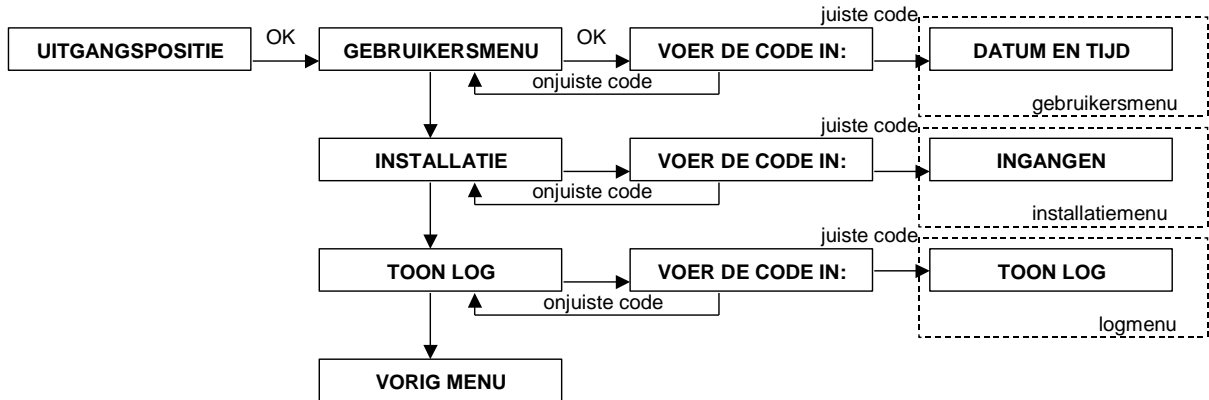 juiste code
UITGANGSPOSITIE OK GEBRUIKERSMENU OK VOER DE CODE IN: DATUM EN TIJD
onjuiste code
gebruikersmenu
juiste code
INSTALLATIE VOER DE CODE IN: INGANGEN
onjuiste code
installatiemenu
juiste code
TOON LOG VOER DE CODE IN: TOON LOG
onjuiste code
logmenu
VORIG MENU